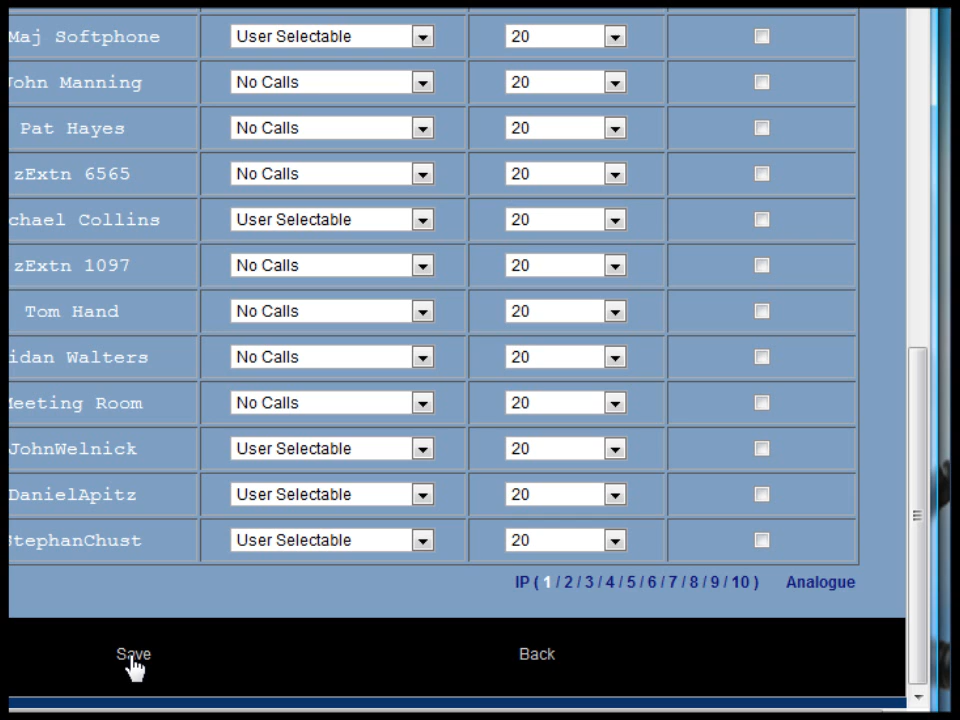 Maj Softphone User Selectable 20
John Manning No Calls 20
Pat Hayes No Calls 20
zExtn 6565 No Calls 20
chael Collins User Selectable 20
zExtn 1097 No Calls 20
Tom Hand No Calls 20
idan Walters No Calls 20
Meeting Room No Calls 20
JohnWelnick User Selectable 20
DanielApitz User Selectable 20
StephanChust User Selectable 20
IP ( 1 / 2 / 3 / 4 / 5 / 6 / 7 / 8 / 9 / 10 ) Analogue
Save Back